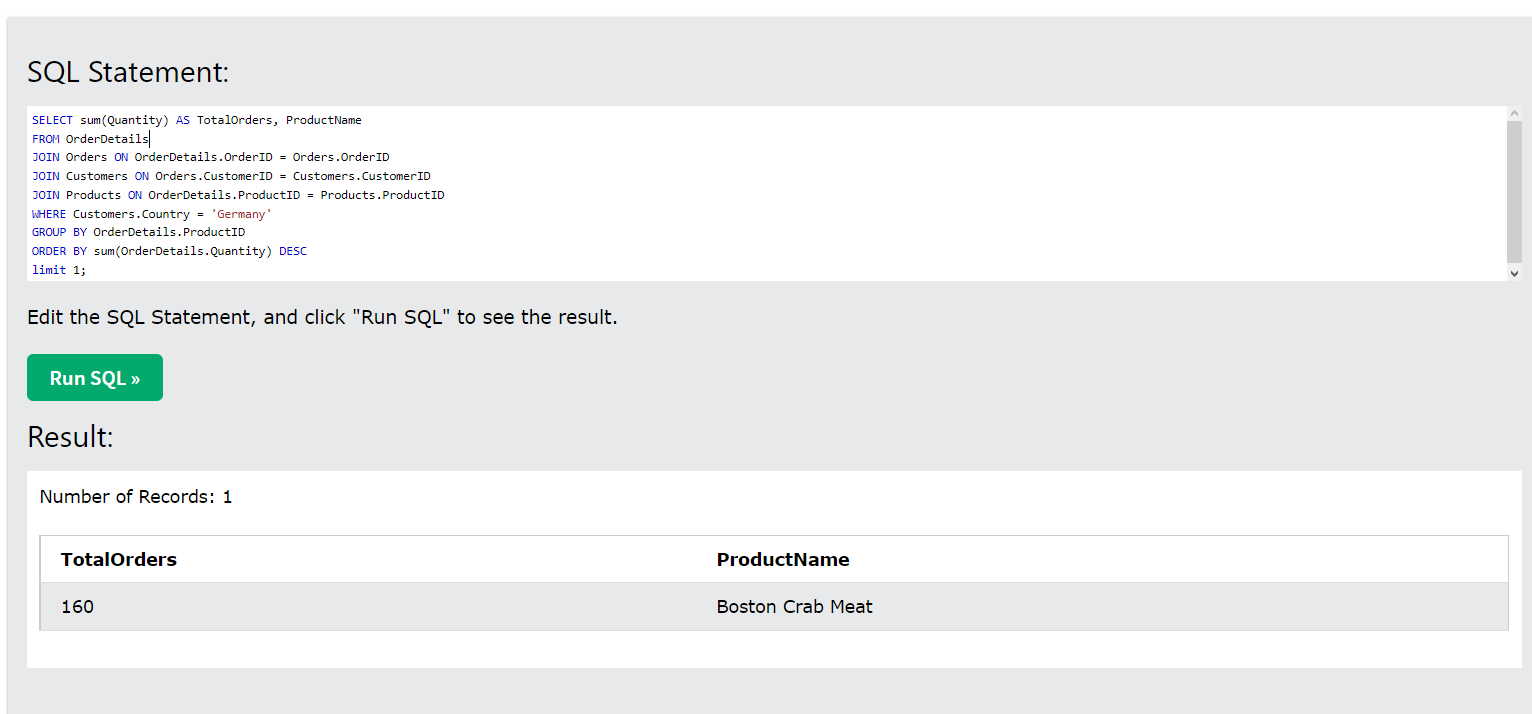 SQL Statement:
SELECT sum(Quantity) AS TotalOrders, ProductName
FROM OrderDetails
JOIN Orders ON OrderDetails.OrderID = Orders.OrderID
JOIN Customers ON Orders.CustomerID = Customers.CustomerID
JOIN Products ON OrderDetails.ProductID = Products.ProductID
WHERE Customers.Country = 'Germany'
GROUP BY OrderDetails.ProductID
ORDER BY sum(OrderDetails.Quantity) DESC
limit 1;
Edit the SQL Statement, and click "Run SQL" to see the result.
Run SQL »
Result:
Number of Records: 1
TotalOrders ProductName
160 Boston Crab Meat